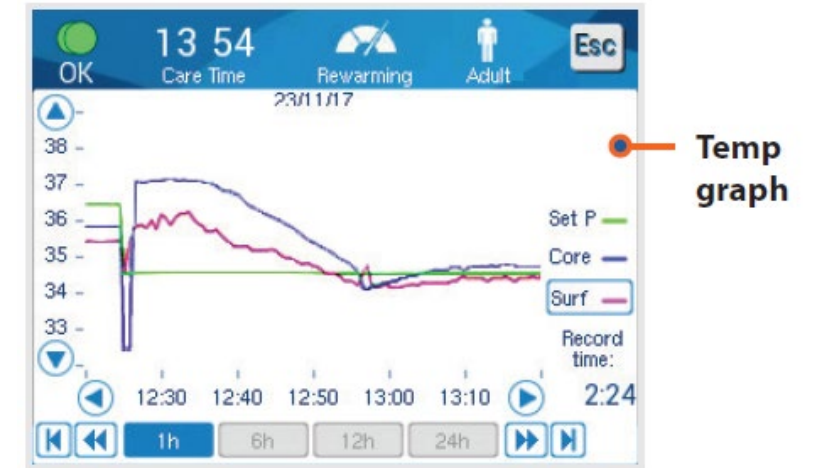 OK
13 54
Care Time
Rewarming
Adult
Esc
23/11/17
38
37
36
35
34
33
Set P
Core
Surf
Record
time:
2:24
12:30 12:40 12:50 13:00 13:10
1h 6h 12h 24h
Temp
graph